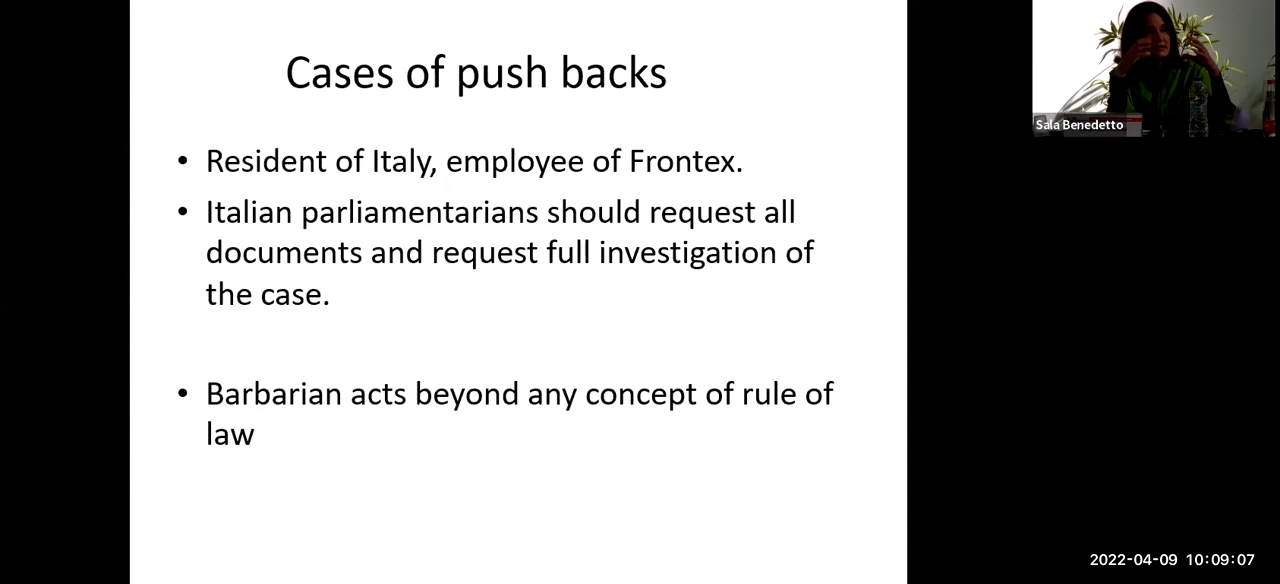 Cases of push backs
• Resident of Italy, employee of Frontex.
• Italian parliamentarians should request all
documents and request full investigation of
the case.
• Barbarian acts beyond any concept of rule of
law
Sala Benedetto
2022-04-09 10:09:07